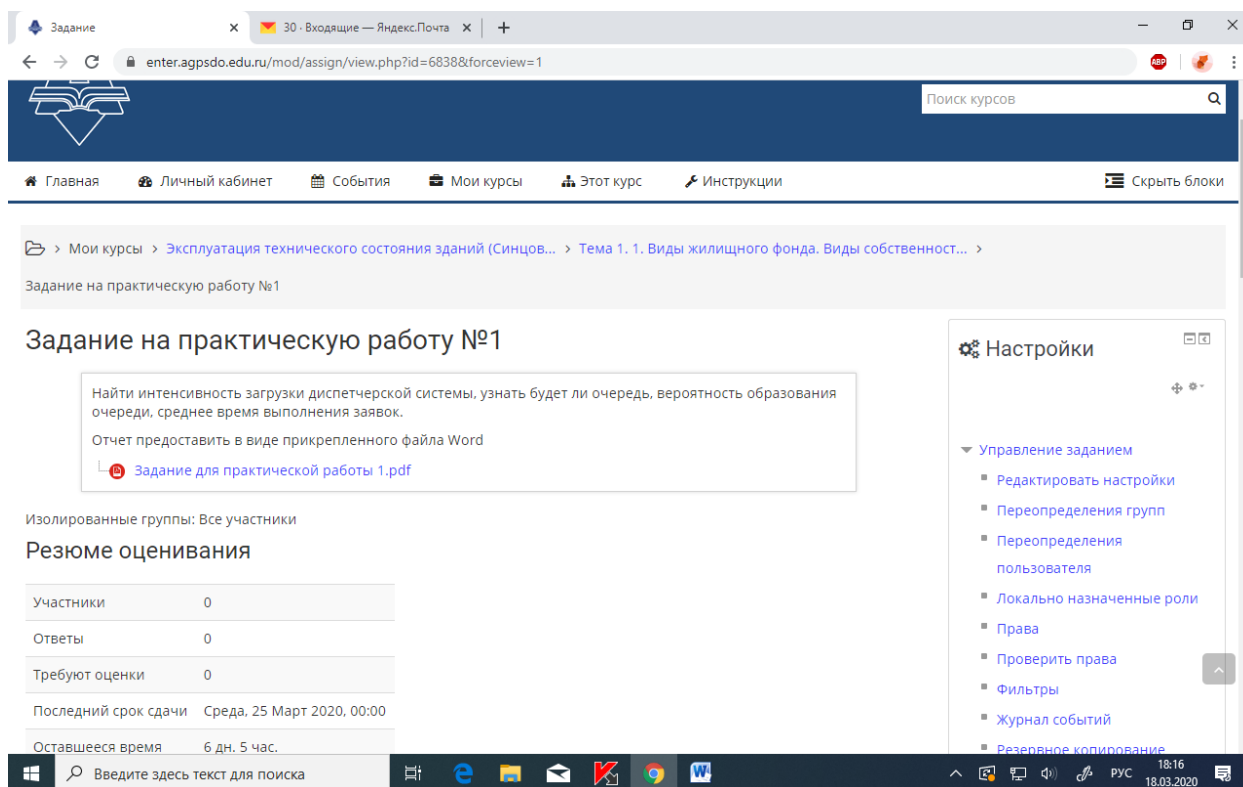 Задание
30 · Входящие — Яндекс.Почта
enter.agpsdo.edu.ru/mod/assign/view.php?id=6838&forceview=1
ABP
Поиск курсов
Главная Личный кабинет События Мои курсы Этот курс Инструкции Скрыть блоки
> Мои курсы > Эксплуатация технического состояния зданий (Синцов... > Тема 1. 1. Виды жилищного фонда. Виды собственност... >
Задание на практическую работу №1
Задание на практическую работу №1
Найти интенсивность загрузки диспетчерской системы, узнать будет ли очередь, вероятность образования
очереди, среднее время выполнения заявок.
Отчет предоставить в виде прикрепленного файла Word
Задание для практической работы 1.pdf
Изолированные группы: Все участники
Резюме оценивания
Участники 0
Ответы 0
Требуют оценки 0
Последний срок сдачи Среда, 25 Март 2020, 00:00
Оставшееся время 6 дн. 5 час.
Настройки
Управление заданием
Редактировать настройки
Переопределения групп
Переопределения
пользователя
Локально назначенные роли
Права
Проверить права
Фильтры
Журнал событий
Резервное копирование
Введите здесь текст для поиска
РУС
18:16
18.03.2020